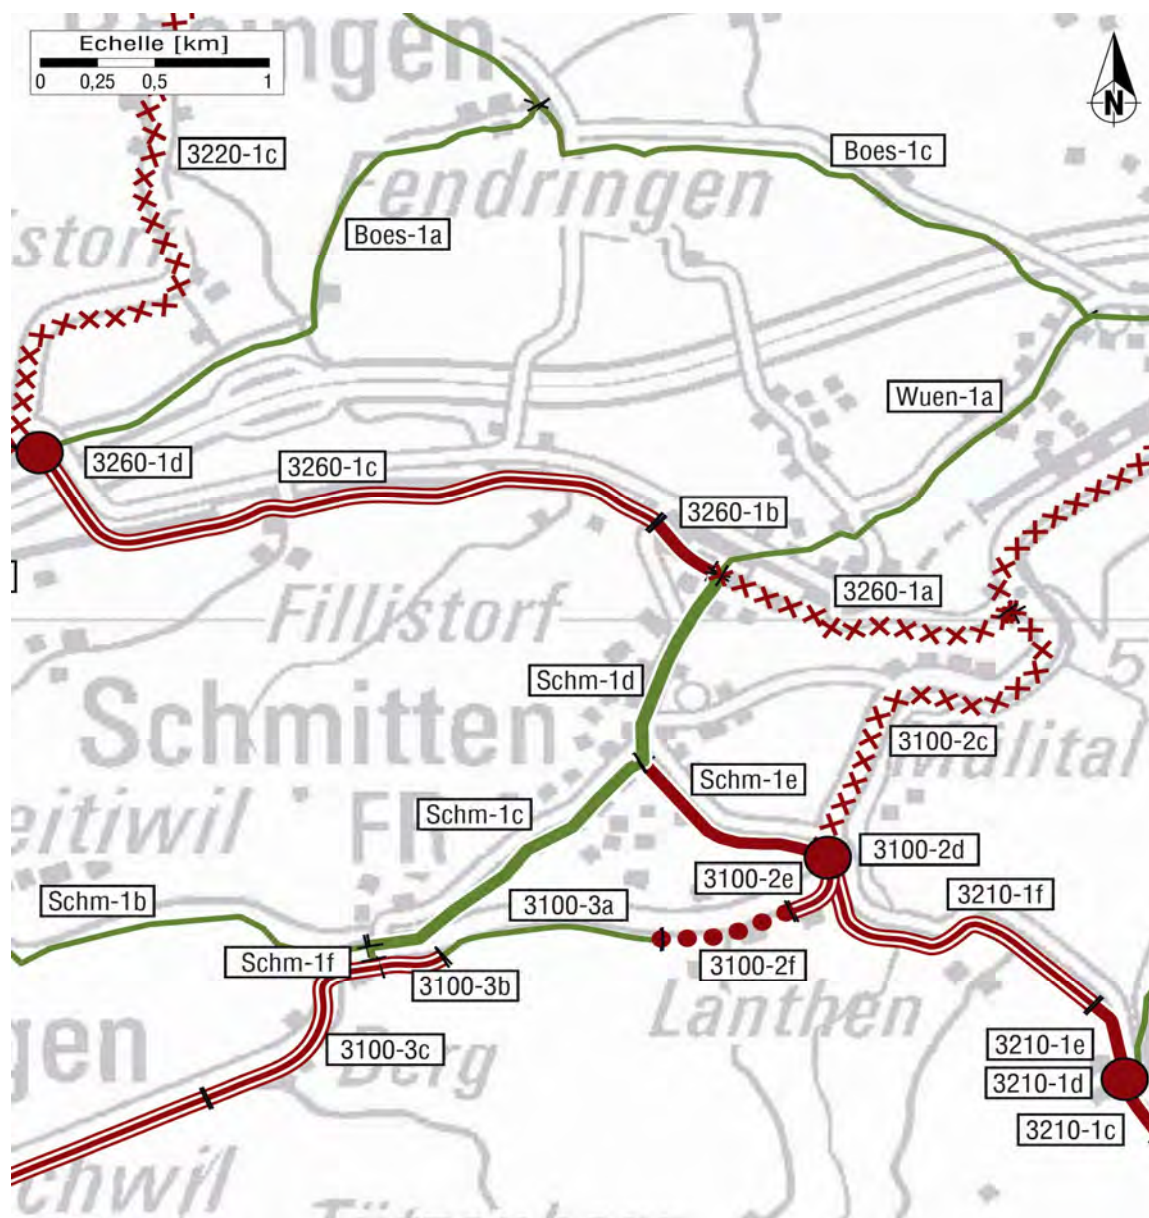 Echelle [km]
0 0,25 0,5 1
N
3220-1c
Boes-1c
Fendringen
Boes-1a
Wuen-1a
3260-1d
3260-1c
3260-1b
3260-1a
Fillistorf
Schm-1d
Schmitten
FR
3100-2c
Schm-1e
Schm-1c
3100-2d
3100-2e
Schm-1b
3100-3a
3210-1f
Schm-1f
3100-2f
3100-3b
Lanthen
3100-3c
Berg
3210-1e
3210-1d
3210-1c